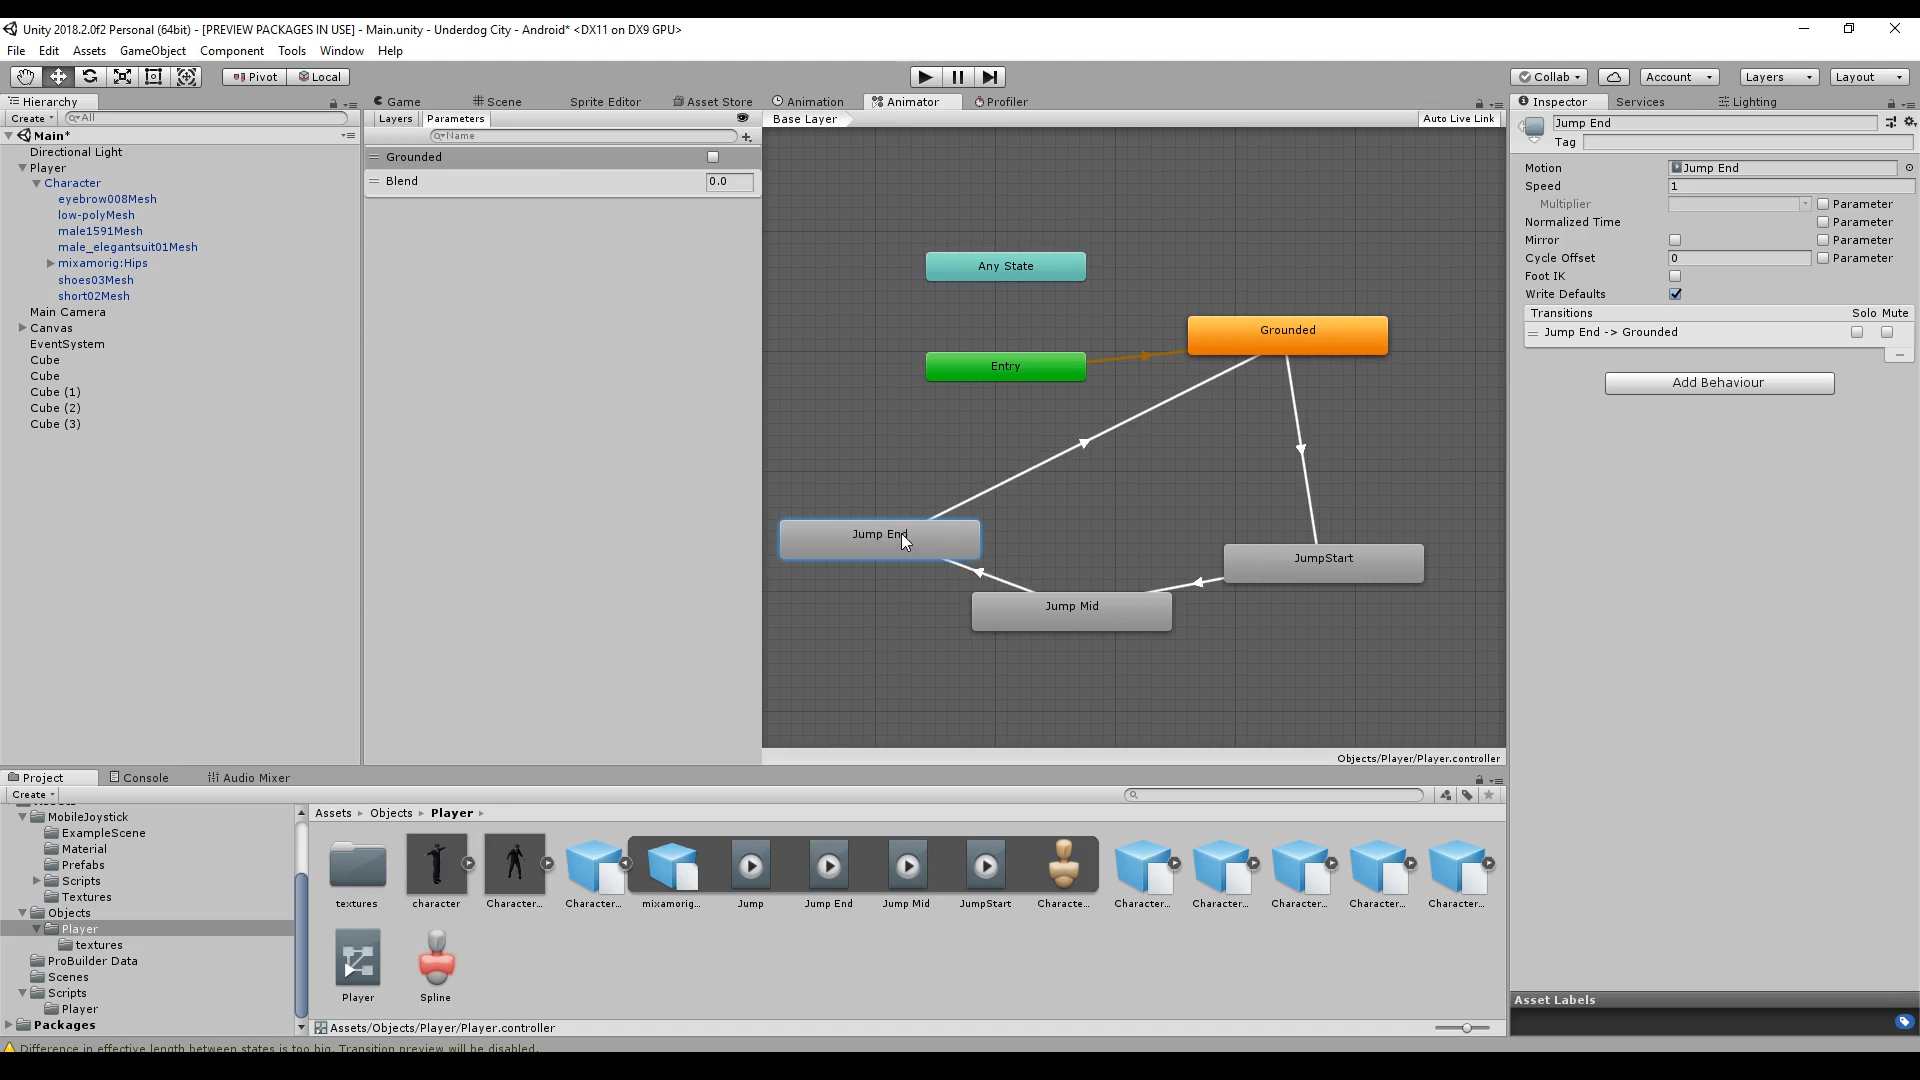 Unity 2018.2.0f2 Personal (64bit) - [PREVIEW PACKAGES IN USE] - Main.unity - Underdog City - Android* <DX11 on DX9 GPU>
File Edit Assets GameObject Component Tools Window Help
Pivot Local Collab Account Layers Layout
Hierarchy
Create All
Main*
Directional Light
Player
Character
eyebrow008Mesh
low-polyMesh
male1591Mesh
male_elegantsuit01Mesh
mixamorig:Hips
shoes03Mesh
short02Mesh
Main Camera
Canvas
EventSystem
Cube
Cube
Cube (1)
Cube (2)
Cube (3)
Game Scene Sprite Editor Asset Store Animation Animator Profiler
Layers Parameters
Name
Grounded
Blend 0.0
Base Layer Auto Live Link
Any State
Grounded
Entry
Jump End
JumpStart
Jump Mid
Objects/Player/Player.controller
Inspector Services Lighting
Jump End
Tag
Motion Jump End
Speed 1
Multiplier Parameter
Normalized Time Parameter
Mirror Parameter
Cycle Offset 0 Parameter
Foot IK
Write Defaults
Transitions Solo Mute
Jump End -> Grounded
Add Behaviour
Asset Labels
Project Console Audio Mixer
Create
MobileJoystick
ExampleScene
Material
Prefabs
Scripts
Textures
Objects
Player
textures
ProBuilder Data
Scenes
Scripts
Player
Packages
Assets Objects Player
textures character Character... Character... mixamorig... Jump Jump End Jump Mid JumpStart Characte... Character... Character... Character... Character... Character...
Player Spline
Assets/Objects/Player/Player.controller
Difference in effective length between states is too big. Transition preview will be disabled.